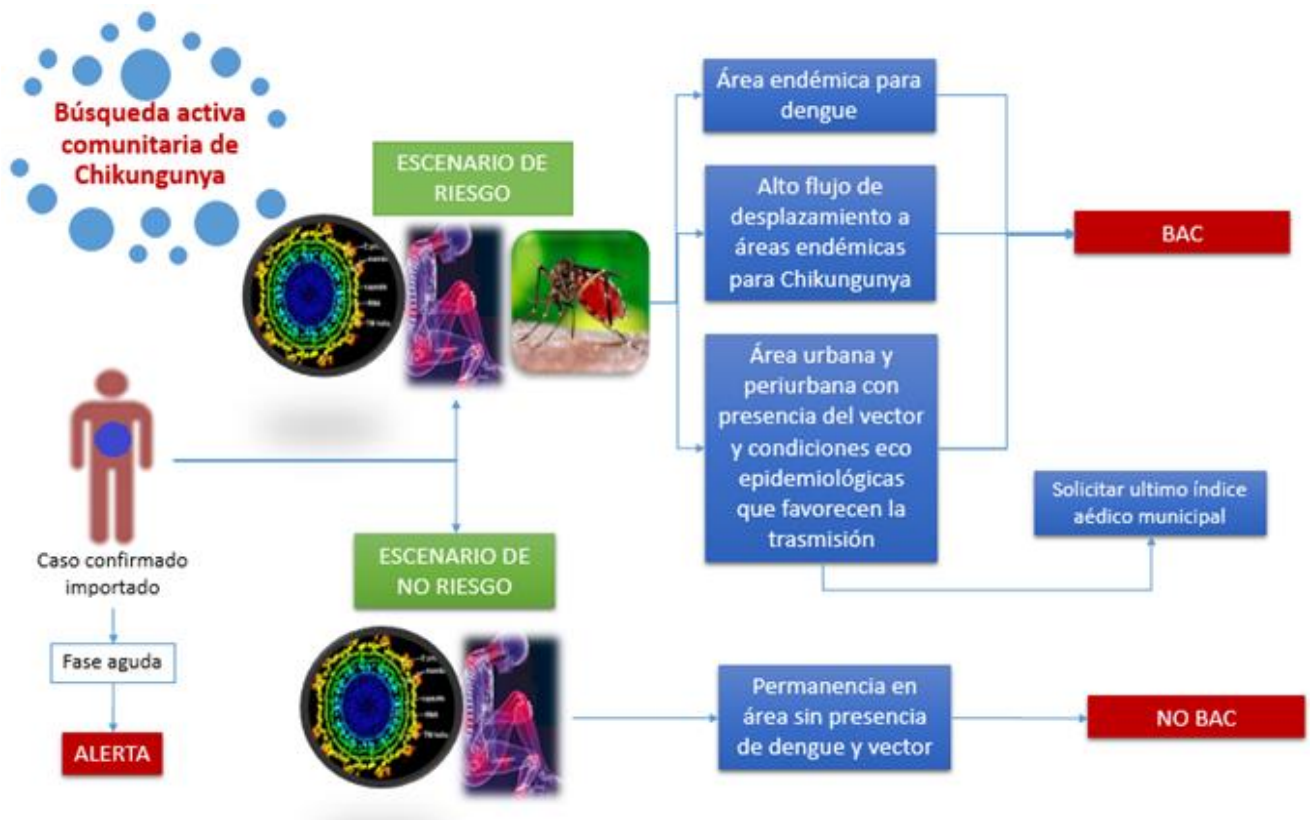 Búsqueda activa
comunitaria de
Chikungunya
ESCENARIO DE
RIESGO
Área endémica para
dengue
Alto flujo de
desplazamiento a
áreas endémicas
para Chikungunya
Área urbana y
periurbana con
presencia del vector
y condiciones eco
epidemiológicas
que favorecen la
trasmisión
BAC
Solicitar ultimo índice
aédico municipal
Caso confirmado
importado
Fase aguda
ALERTA
ESCENARIO DE
NO RIESGO
Permanencia en
área sin presencia
de dengue y vector
NO BAC